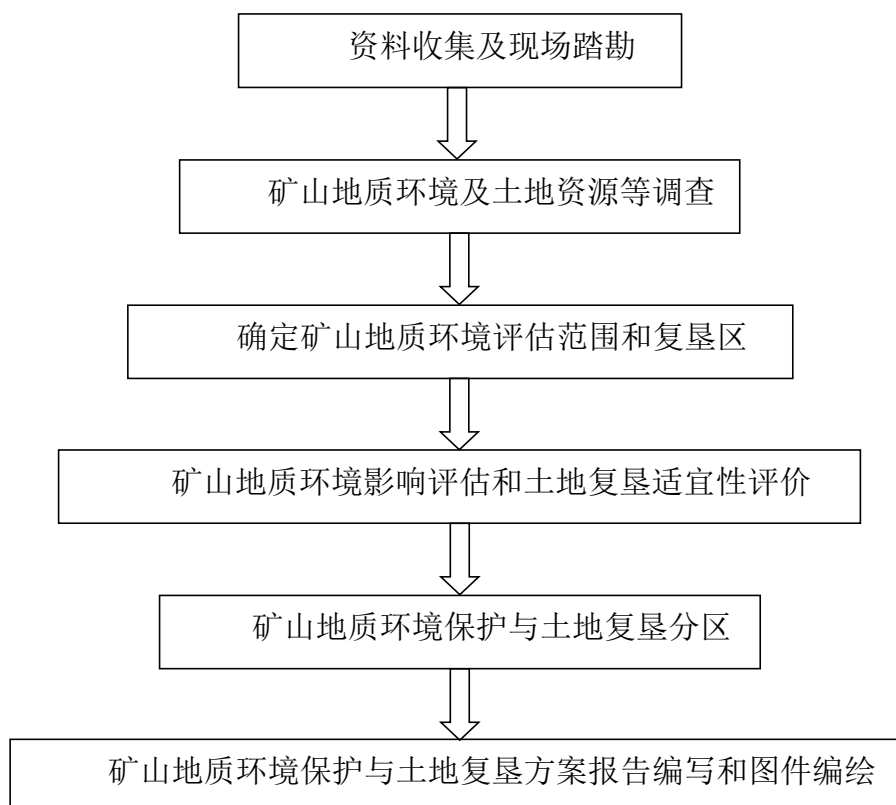 资料收集及现场踏勘
矿山地质环境及土地资源等调查
确定矿山地质环境评估范围和复垦区
矿山地质环境影响评估和土地复垦适宜性评价
矿山地质环境保护与土地复垦分区
矿山地质环境保护与土地复垦方案报告编写和图件编绘